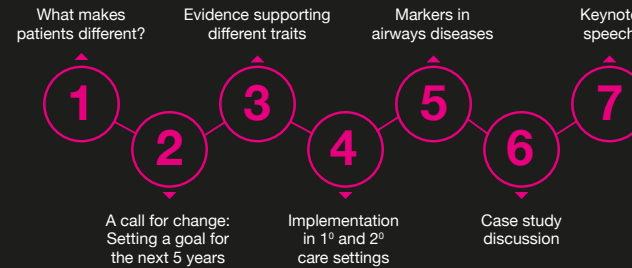 What makes
patients different?
Evidence supporting
different traits
Markers in
airways diseases
speech
1
2
3
4
5
6
7
A call for change:
Setting a goal for
the next 5 years
Implementation
in 1⁰ and 2⁰
care settings
Case study
discussion